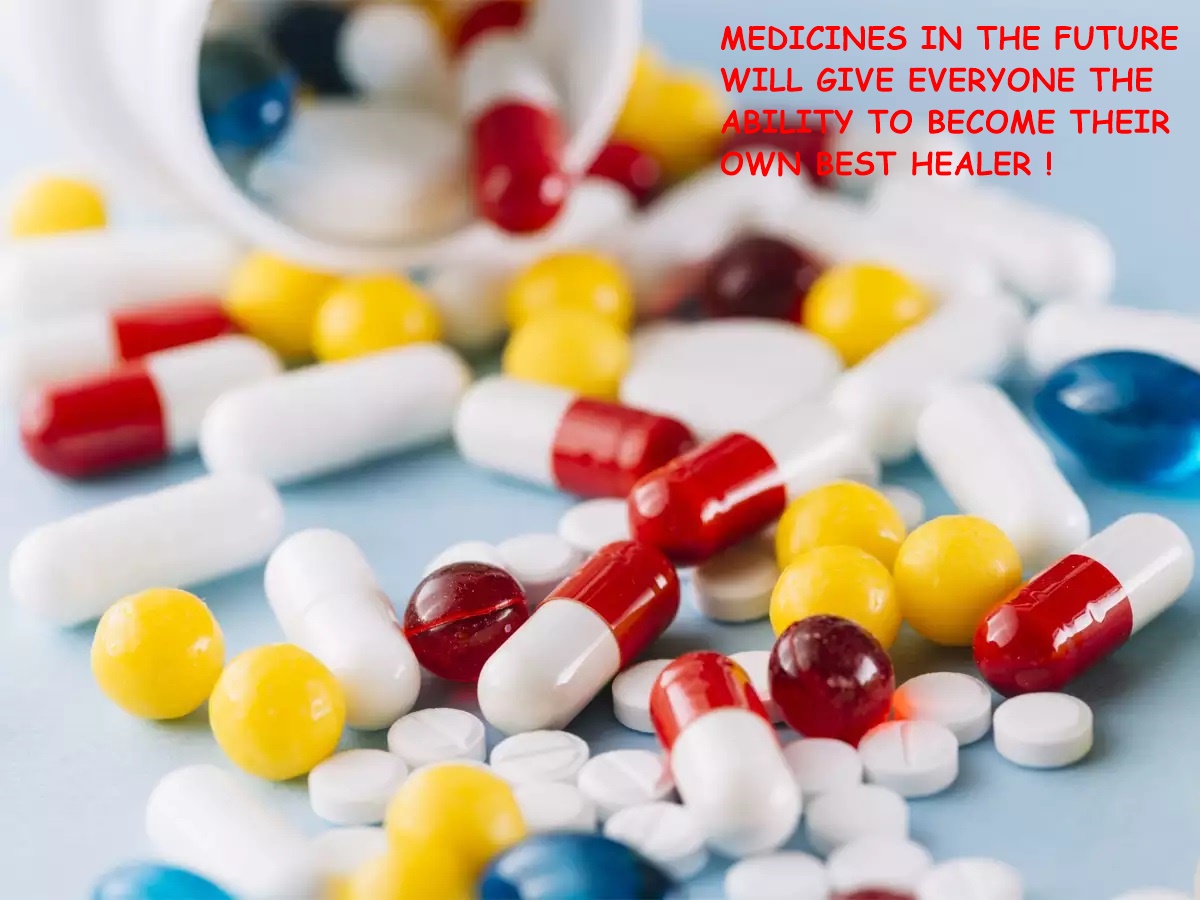 MEDICINES IN THE FUTURE
WILL GIVE EVERYONE THE
ABILITY TO BECOME THEIR
OWN BEST HEALER !